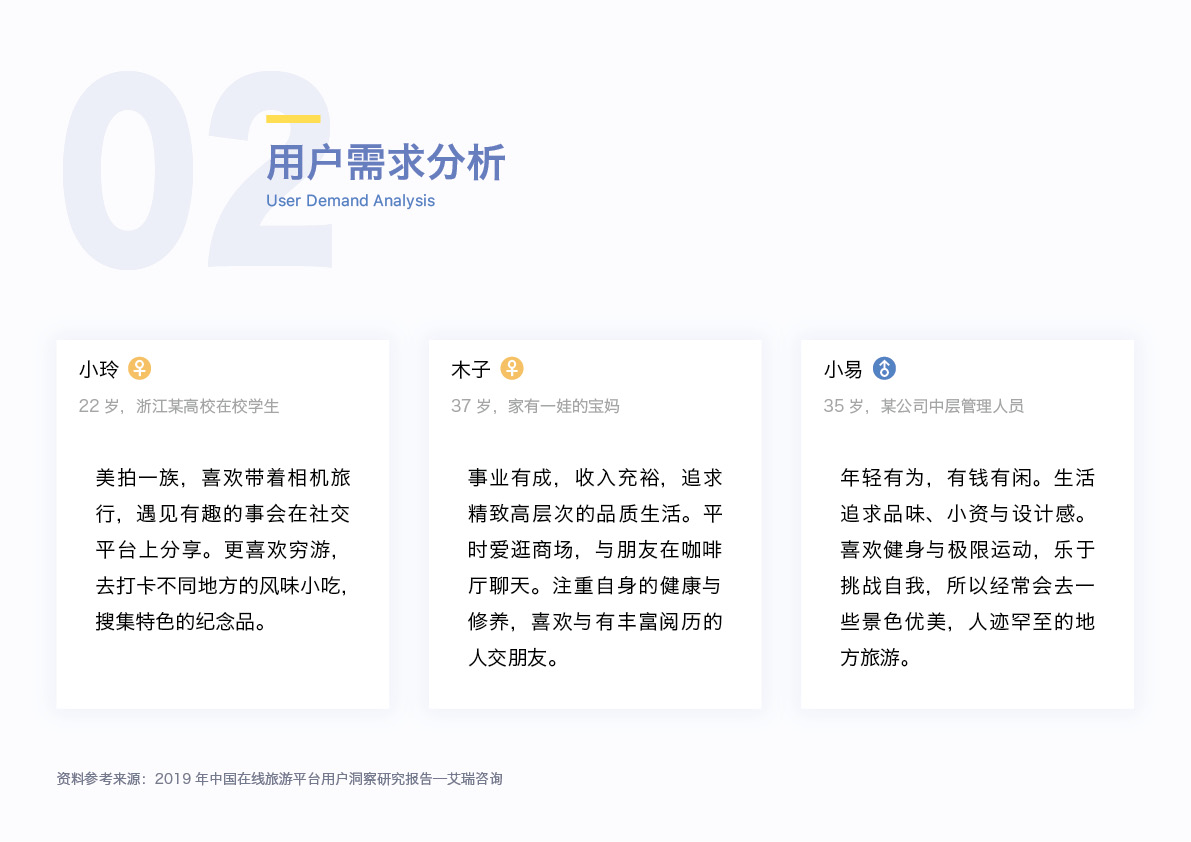 02
用户需求分析
User Demand Analysis
小玲
22 岁，浙江某高校在校学生
美拍一族，喜欢带着相机旅
行，遇见有趣的事会在社交
平台上分享。更喜欢穷游，
去打卡不同地方的风味小吃，
搜集特色的纪念品。
木子
37 岁，家有一娃的宝妈
事业有成，收入充裕，追求
精致高层次的品质生活。平
时爱逛商场，与朋友在咖啡
厅聊天。注重自身的健康与
修养，喜欢与有丰富阅历的
人交朋友。
小易
35 岁，某公司中层管理人员
年轻有为，有钱有闲。生活
追求品味、小资与设计感。
喜欢健身与极限运动，乐于
挑战自我，所以经常会去一
些景色优美，人迹罕至的地
方旅游。
资料参考来源：2019 年中国在线旅游平台用户洞察研究报告—艾瑞咨询